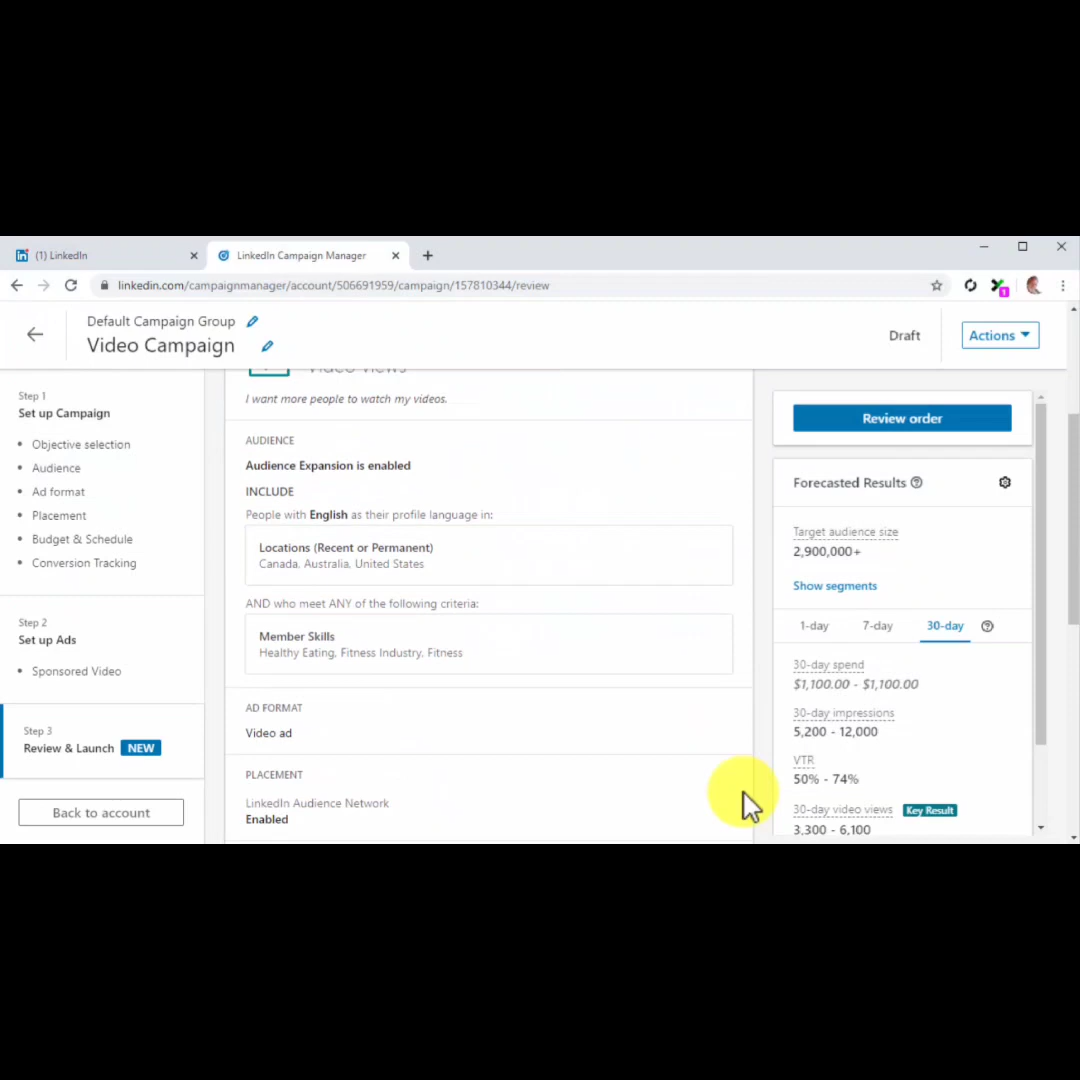 (1) LinkedIn
LinkedIn Campaign Manager
linkedin.com/campaignmanager/account/506691959/campaign/157810344/review
1
Default Campaign Group
Video Campaign
Draft
Actions
Step 1
Set up Campaign
• Objective selection
• Audience
• Ad format
• Placement
• Budget & Schedule
• Conversion Tracking
Step 2
Set up Ads
• Sponsored Video
Step 3
Review & Launch NEW
Back to account
Video Views
I want more people to watch my videos.
AUDIENCE
Audience Expansion is enabled
INCLUDE
People with English as their profile language in:
Locations (Recent or Permanent)
Canada, Australia, United States
AND who meet ANY of the following criteria:
Member Skills
Healthy Eating, Fitness Industry, Fitness
AD FORMAT
Video ad
PLACEMENT
LinkedIn Audience Network
Enabled
Review order
Forecasted Results
Target audience size
2,900,000+
Show segments
1-day 7-day 30-day
30-day spend
$1,100.00 - $1,100.00
30-day impressions
5,200 - 12,000
VTR
50% - 74%
30-day video views Key Result
3,300 - 6,100